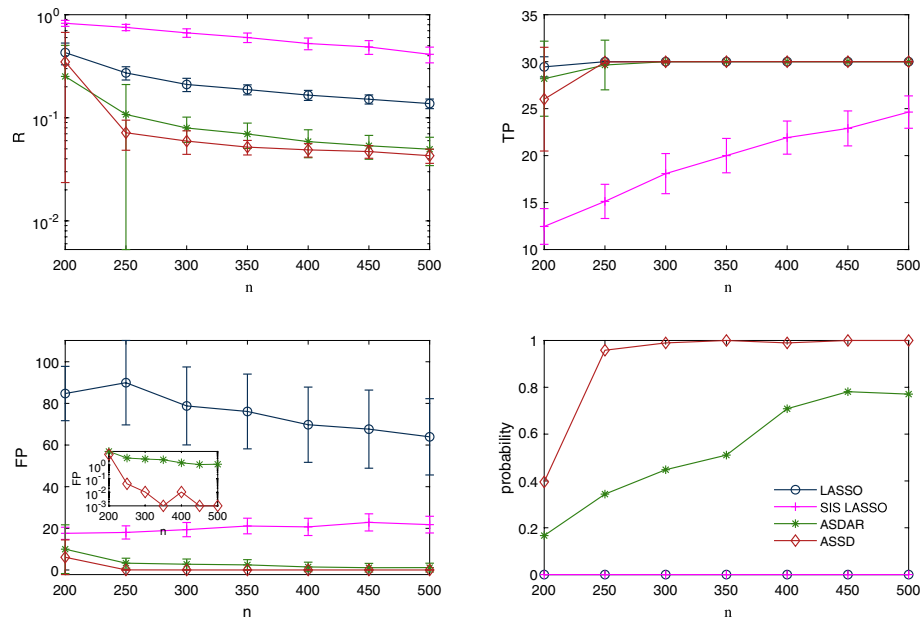 10^0
10^-1
10^-2
R
200 250 300 350 400 450 500
n
35
30
25
20
15
10
TP
200 250 300 350 400 450 500
n
100
80
60
40
20
0
FP
200 250 300 350 400 450 500
n
10^0
10^-1
10^-2
10^-3
FP
200 300 400 500
n
1
0.8
0.6
0.4
0.2
0
probability
200 250 300 350 400 450 500
n
LASSO
SIS LASSO
ASDAR
ASSD